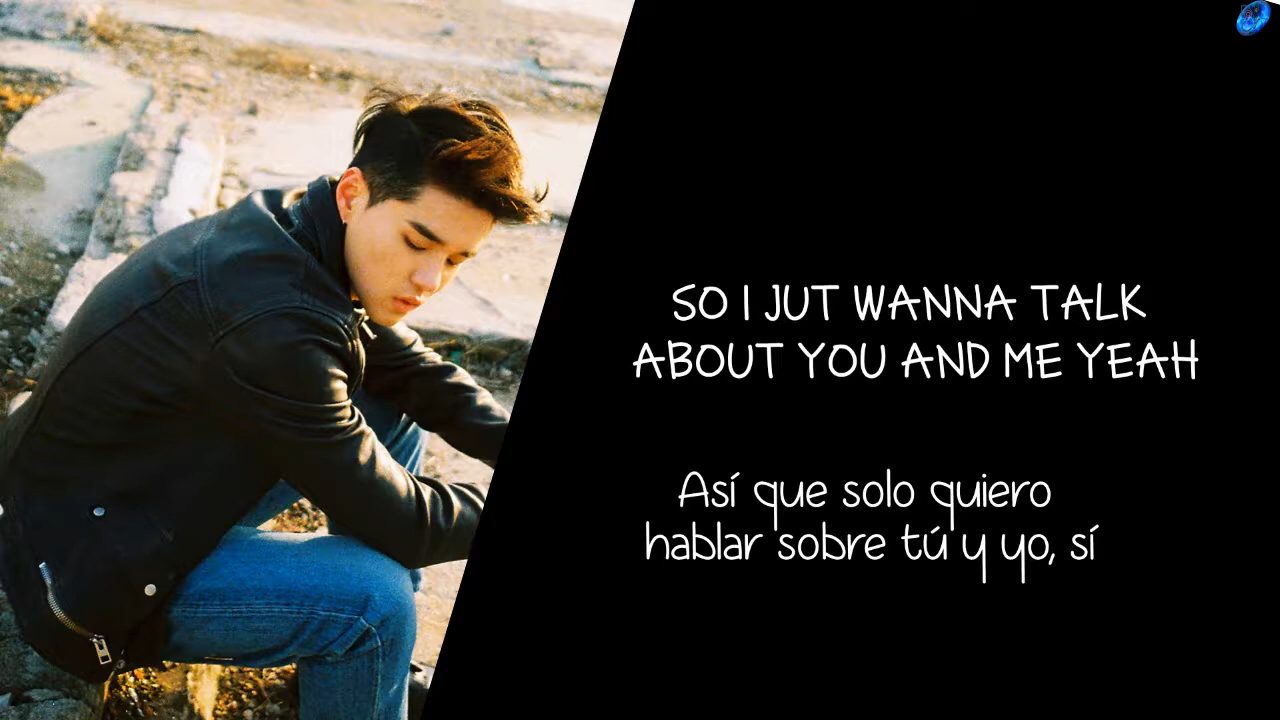 SO I JUT WANNA TALK
ABOUT YOU AND ME YEAH
Así que solo quiero
hablar sobre tú y yo, sí